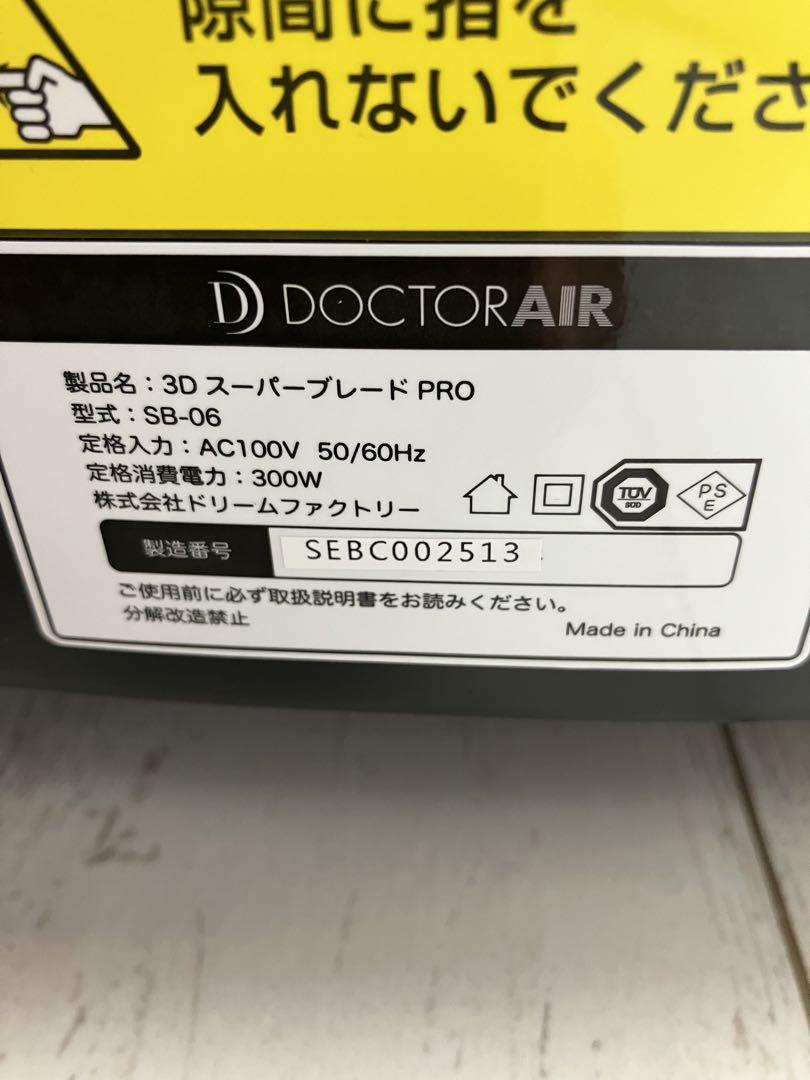 隙間に指を
入れないでくださ
DOCTORAIR
製品名：3D スーパーブレード PRO
型式：SB-06
定格入力：AC100V 50/60Hz
定格消費電力：300W
株式会社ドリームファクトリー
TÜV
SÜD
PS
E
製造番号 SEBC002513
ご使用前に必ず取扱説明書をお読みください。
分解改造禁止
Made in China